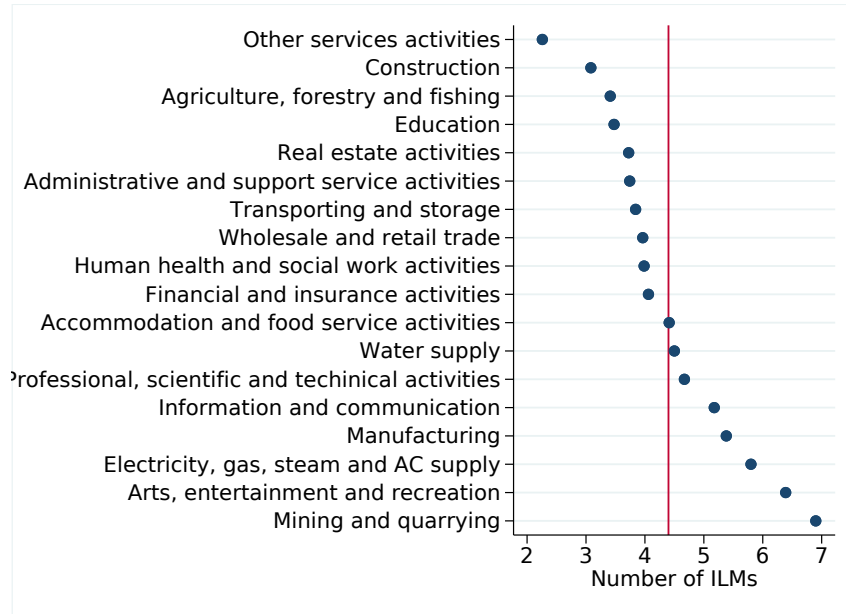 Other services activities
Construction
Agriculture, forestry and fishing
Education
Real estate activities
Administrative and support service activities
Transporting and storage
Wholesale and retail trade
Human health and social work activities
Financial and insurance activities
Accommodation and food service activities
Water supply
Professional, scientific and techinical activities
Information and communication
Manufacturing
Electricity, gas, steam and AC supply
Arts, entertainment and recreation
Mining and quarrying
2 3 4 5 6 7
Number of ILMs